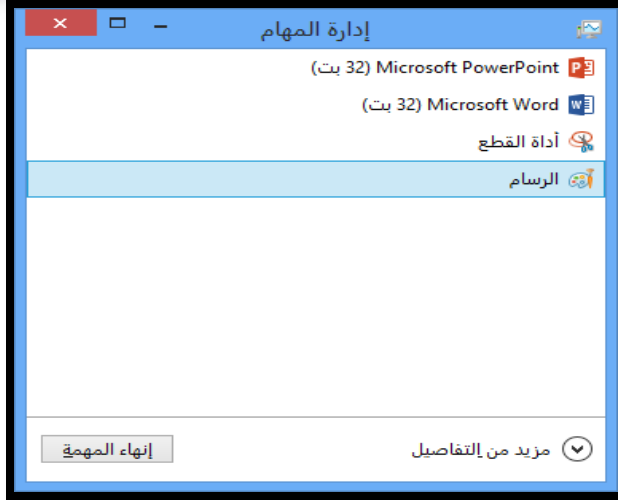 إدارة المهام
Microsoft PowerPoint (32 بت)
Microsoft Word (32 بت)
أداة القطع
الرسام
مزيد من التفاصيل
إنهاء المهمة